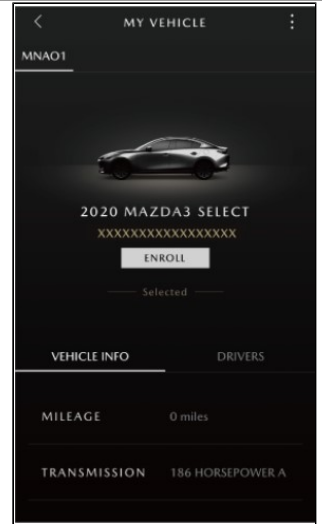 MY VEHICLE
MNAO1
2020 MAZDA3 SELECT
XXXXXXXXXXXXXXXXX
ENROLL
Selected
VEHICLE INFO DRIVERS
MILEAGE 0 miles
TRANSMISSION 186 HORSEPOWER A